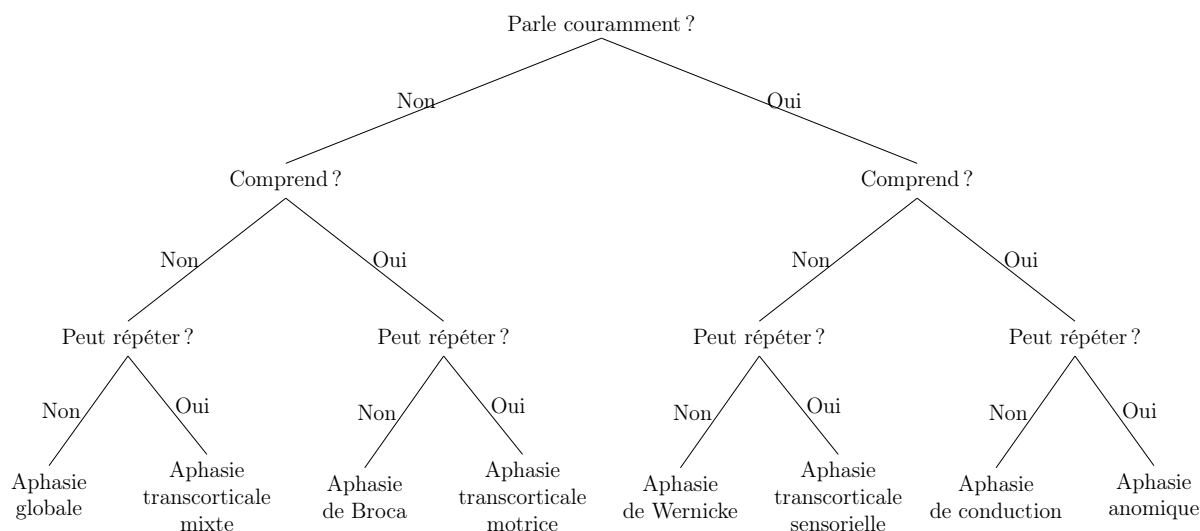 Parle couramment ?
Non
Oui
Comprend ?
Comprend ?
Non
Oui
Non
Oui
Peut répéter ?
Peut répéter ?
Peut répéter ?
Peut répéter ?
Non
Oui
Non
Oui
Non
Oui
Non
Oui
Aphasie
globale
Aphasie
transcorticale
mixte
Aphasie
de Broca
Aphasie
transcorticale
motrice
Aphasie
de Wernicke
Aphasie
transcorticale
sensorielle
Aphasie
de conduction
Aphasie
anomique